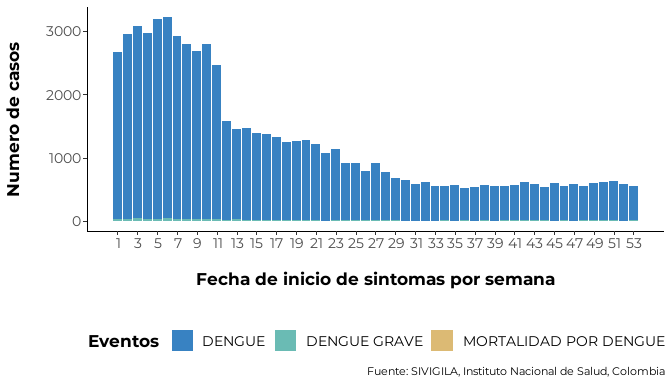 Numero de casos
3000
2000
1000
0
1 3 5 7 9 11 13 15 17 19 21 23 25 27 29 31 33 35 37 39 41 43 45 47 49 51 53
Fecha de inicio de sintomas por semana
Eventos DENGUE DENGUE GRAVE MORTALIDAD POR DENGUE
Fuente: SIVIGILA, Instituto Nacional de Salud, Colombia